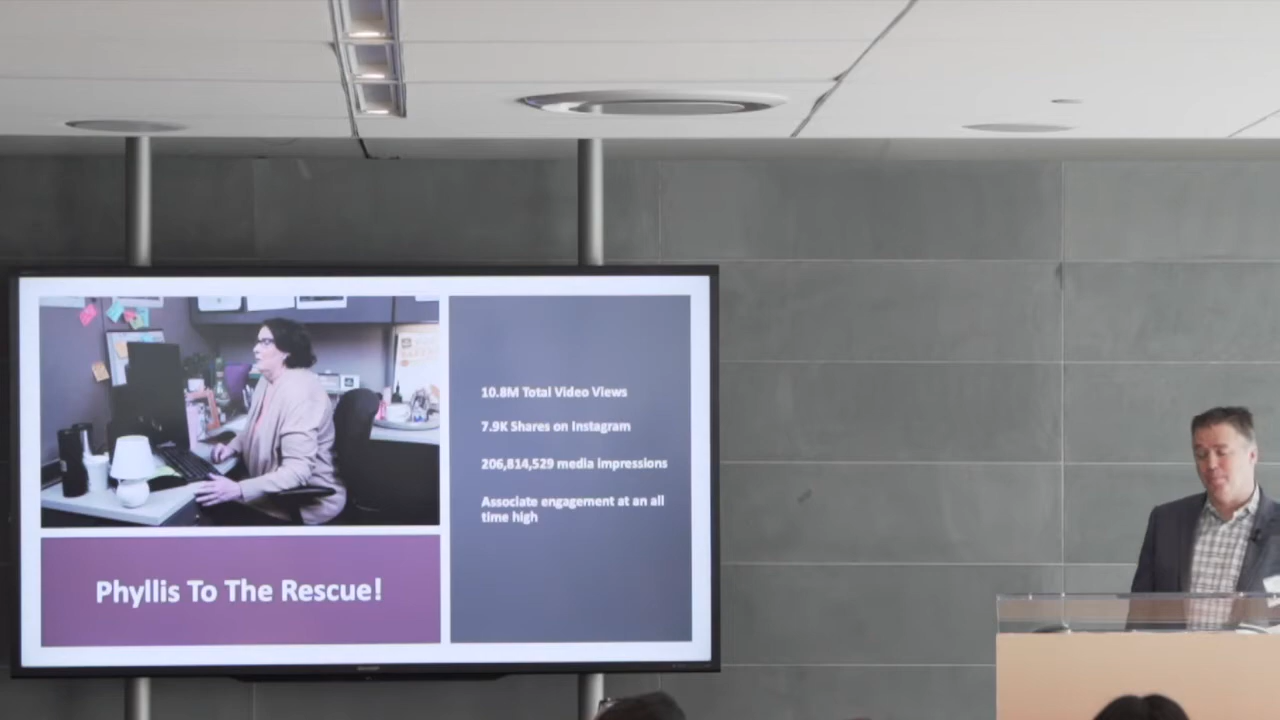 10.8M Total Video Views
7.9K Shares on Instagram
206,814,529 media impressions
Associate engagement at an all
time high
Phyllis To The Rescue!